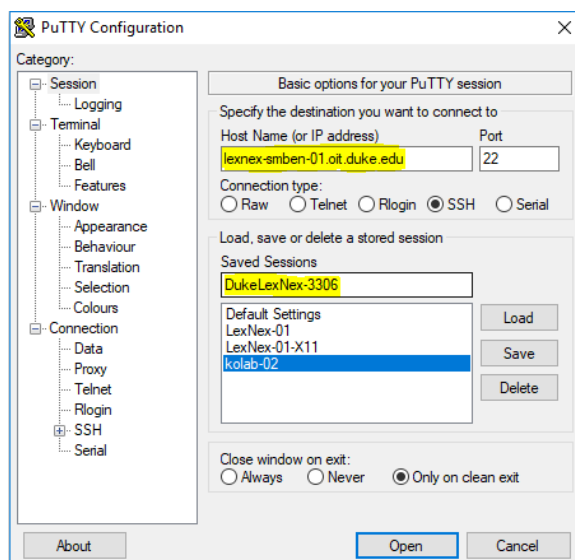 PuTTY Configuration
Category:
Session
Logging
Terminal
Keyboard
Bell
Features
Window
Appearance
Behaviour
Translation
Selection
Colours
Connection
Data
Proxy
Telnet
Rlogin
SSH
Serial
Basic options for your PuTTY session
Specify the destination you want to connect to
Host Name (or IP address) Port
lexnex-smben-01.oit.duke.edu 22
Connection type:
Raw Telnet Rlogin SSH Serial
Load, save or delete a stored session
Saved Sessions
DukeLexNex-3306
Default Settings
LexNex-01
LexNex-01-X11
kolab-02
Load
Save
Delete
Close window on exit:
Always Never Only on clean exit
About Open Cancel